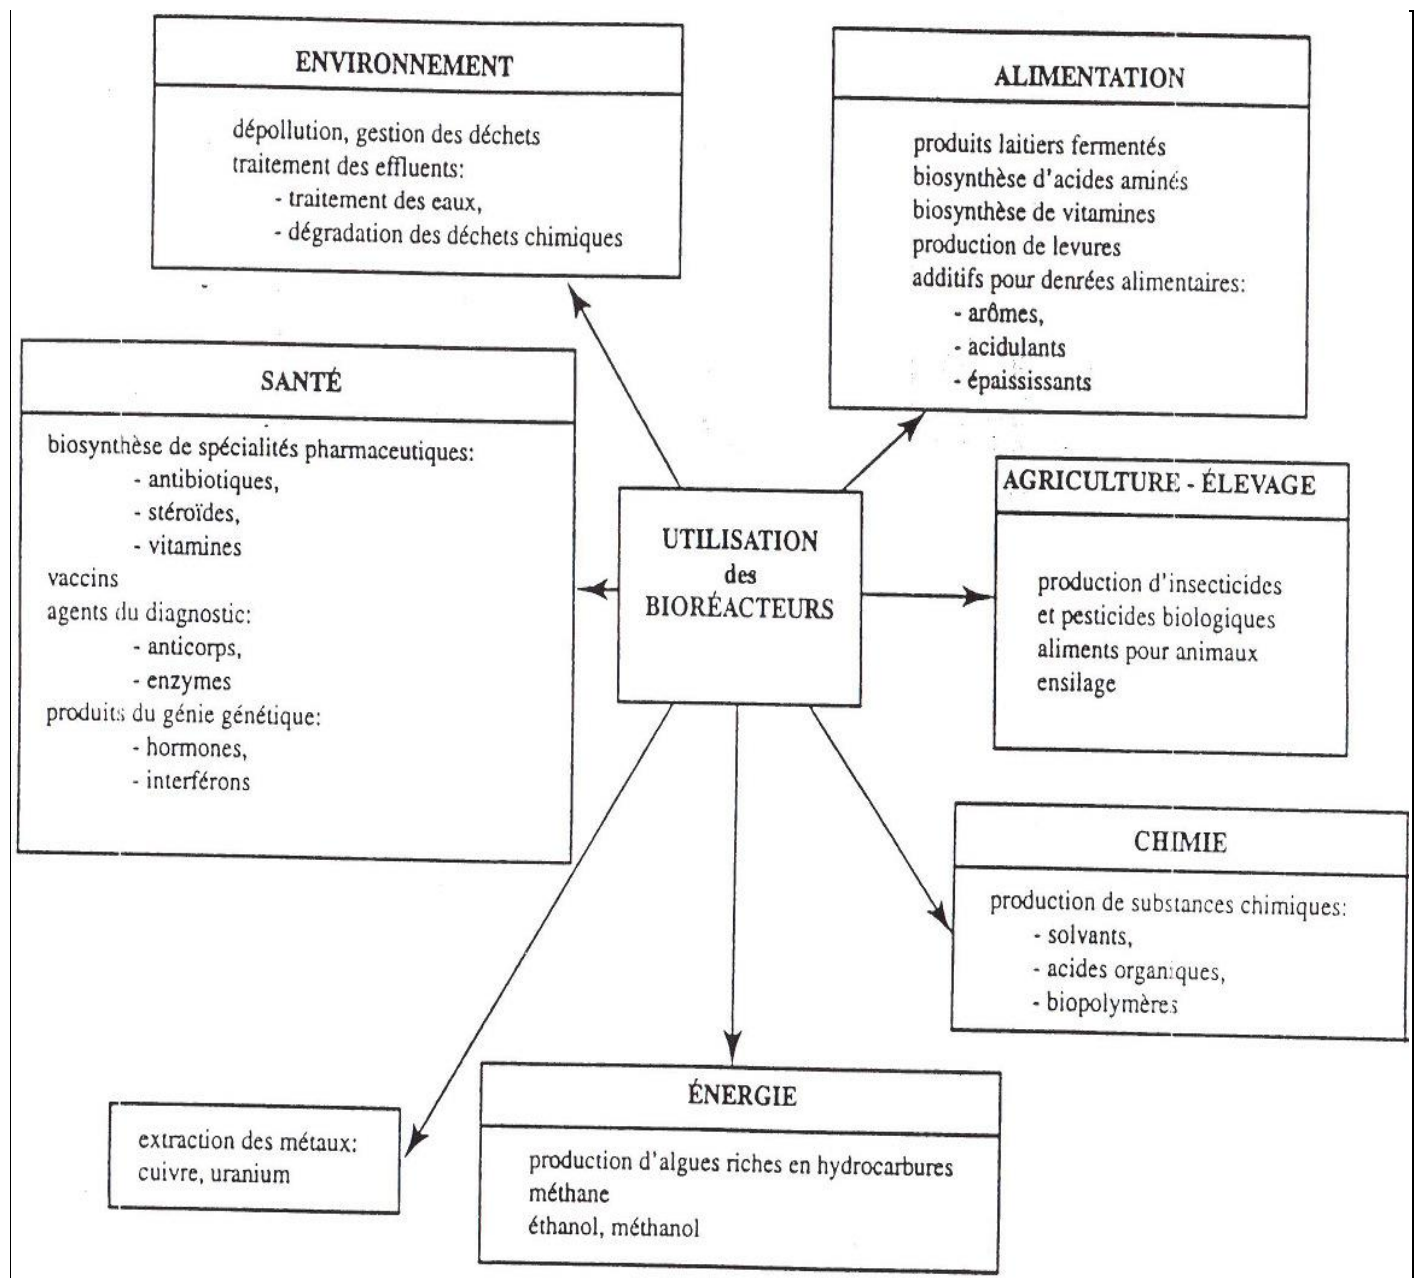 ENVIRONNEMENT
dépollution, gestion des déchets
traitement des effluents:
- traitement des eaux,
- dégradation des déchets chimiques
ALIMENTATION
produits laitiers fermentés
biosynthèse d'acides aminés
biosynthèse de vitamines
production de levures
additifs pour denrées alimentaires:
- arômes,
- acidulants
- épaississants
SANTÉ
biosynthèse de spécialités pharmaceutiques:
- antibiotiques,
- stéroïdes,
- vitamines
vaccins
agents du diagnostic:
- anticorps,
- enzymes
produits du génie génétique:
- hormones,
- interférons
UTILISATION
des
BIORÉACTEURS
AGRICULTURE - ÉLEVAGE
production d'insecticides
et pesticides biologiques
aliments pour animaux
ensilage
CHIMIE
production de substances chimiques:
- solvants,
- acides organiques,
- biopolymères
ÉNERGIE
production d'algues riches en hydrocarbures
méthane
éthanol, méthanol
extraction des métaux:
cuivre, uranium